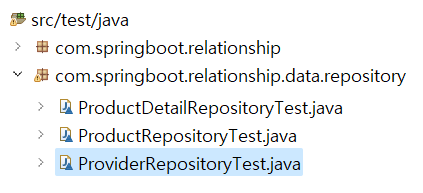 src/test/java
com.springboot.relationship
com.springboot.relationship.data.repository
ProductDetailRepositoryTest.java
ProductRepositoryTest.java
ProviderRepositoryTest.java